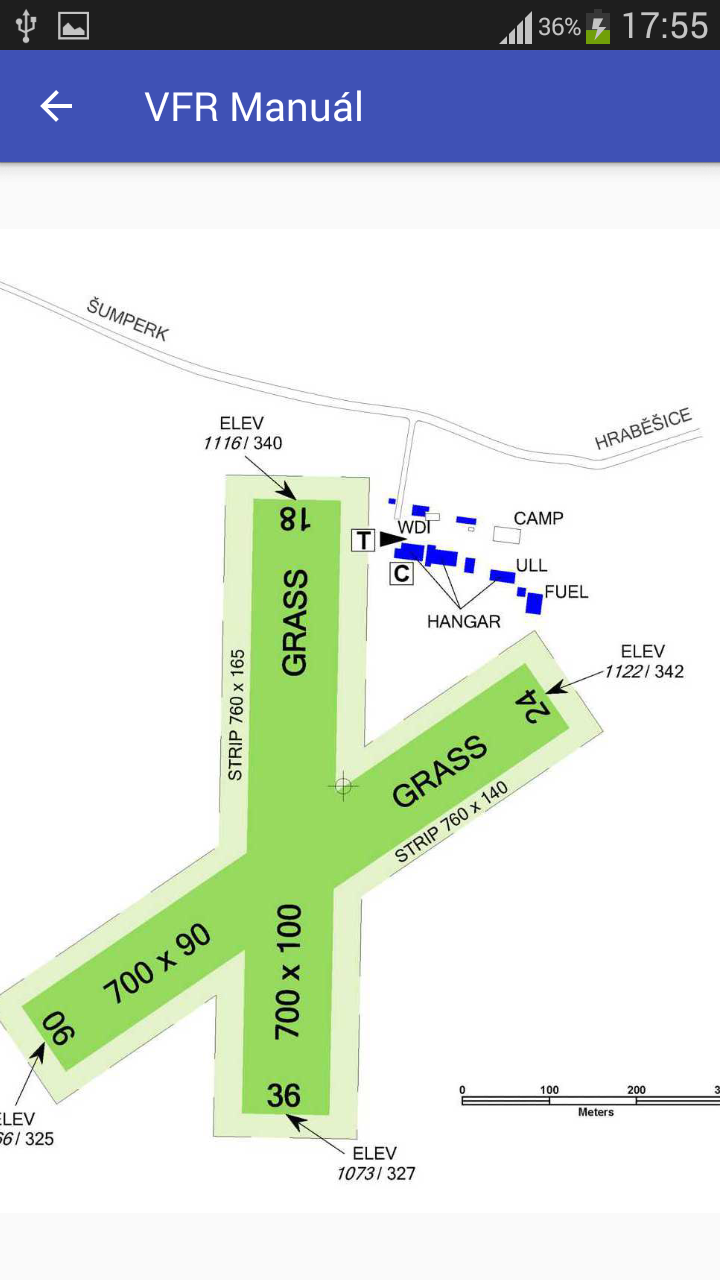 36% 17:55
VFR Manuál
ŠUMPERK
HRABĚŠICE
ELEV
1116/ 340
18
GRASS
STRIP 760 x 165
WDI
T
C
CAMP
ULL
FUEL
HANGAR
ELEV
1122/ 342
24
GRASS
STRIP 760 x 140
700 x 90
06
700 x 100
36
0 100 200
Meters
/ 325
ELEV
1073/ 327